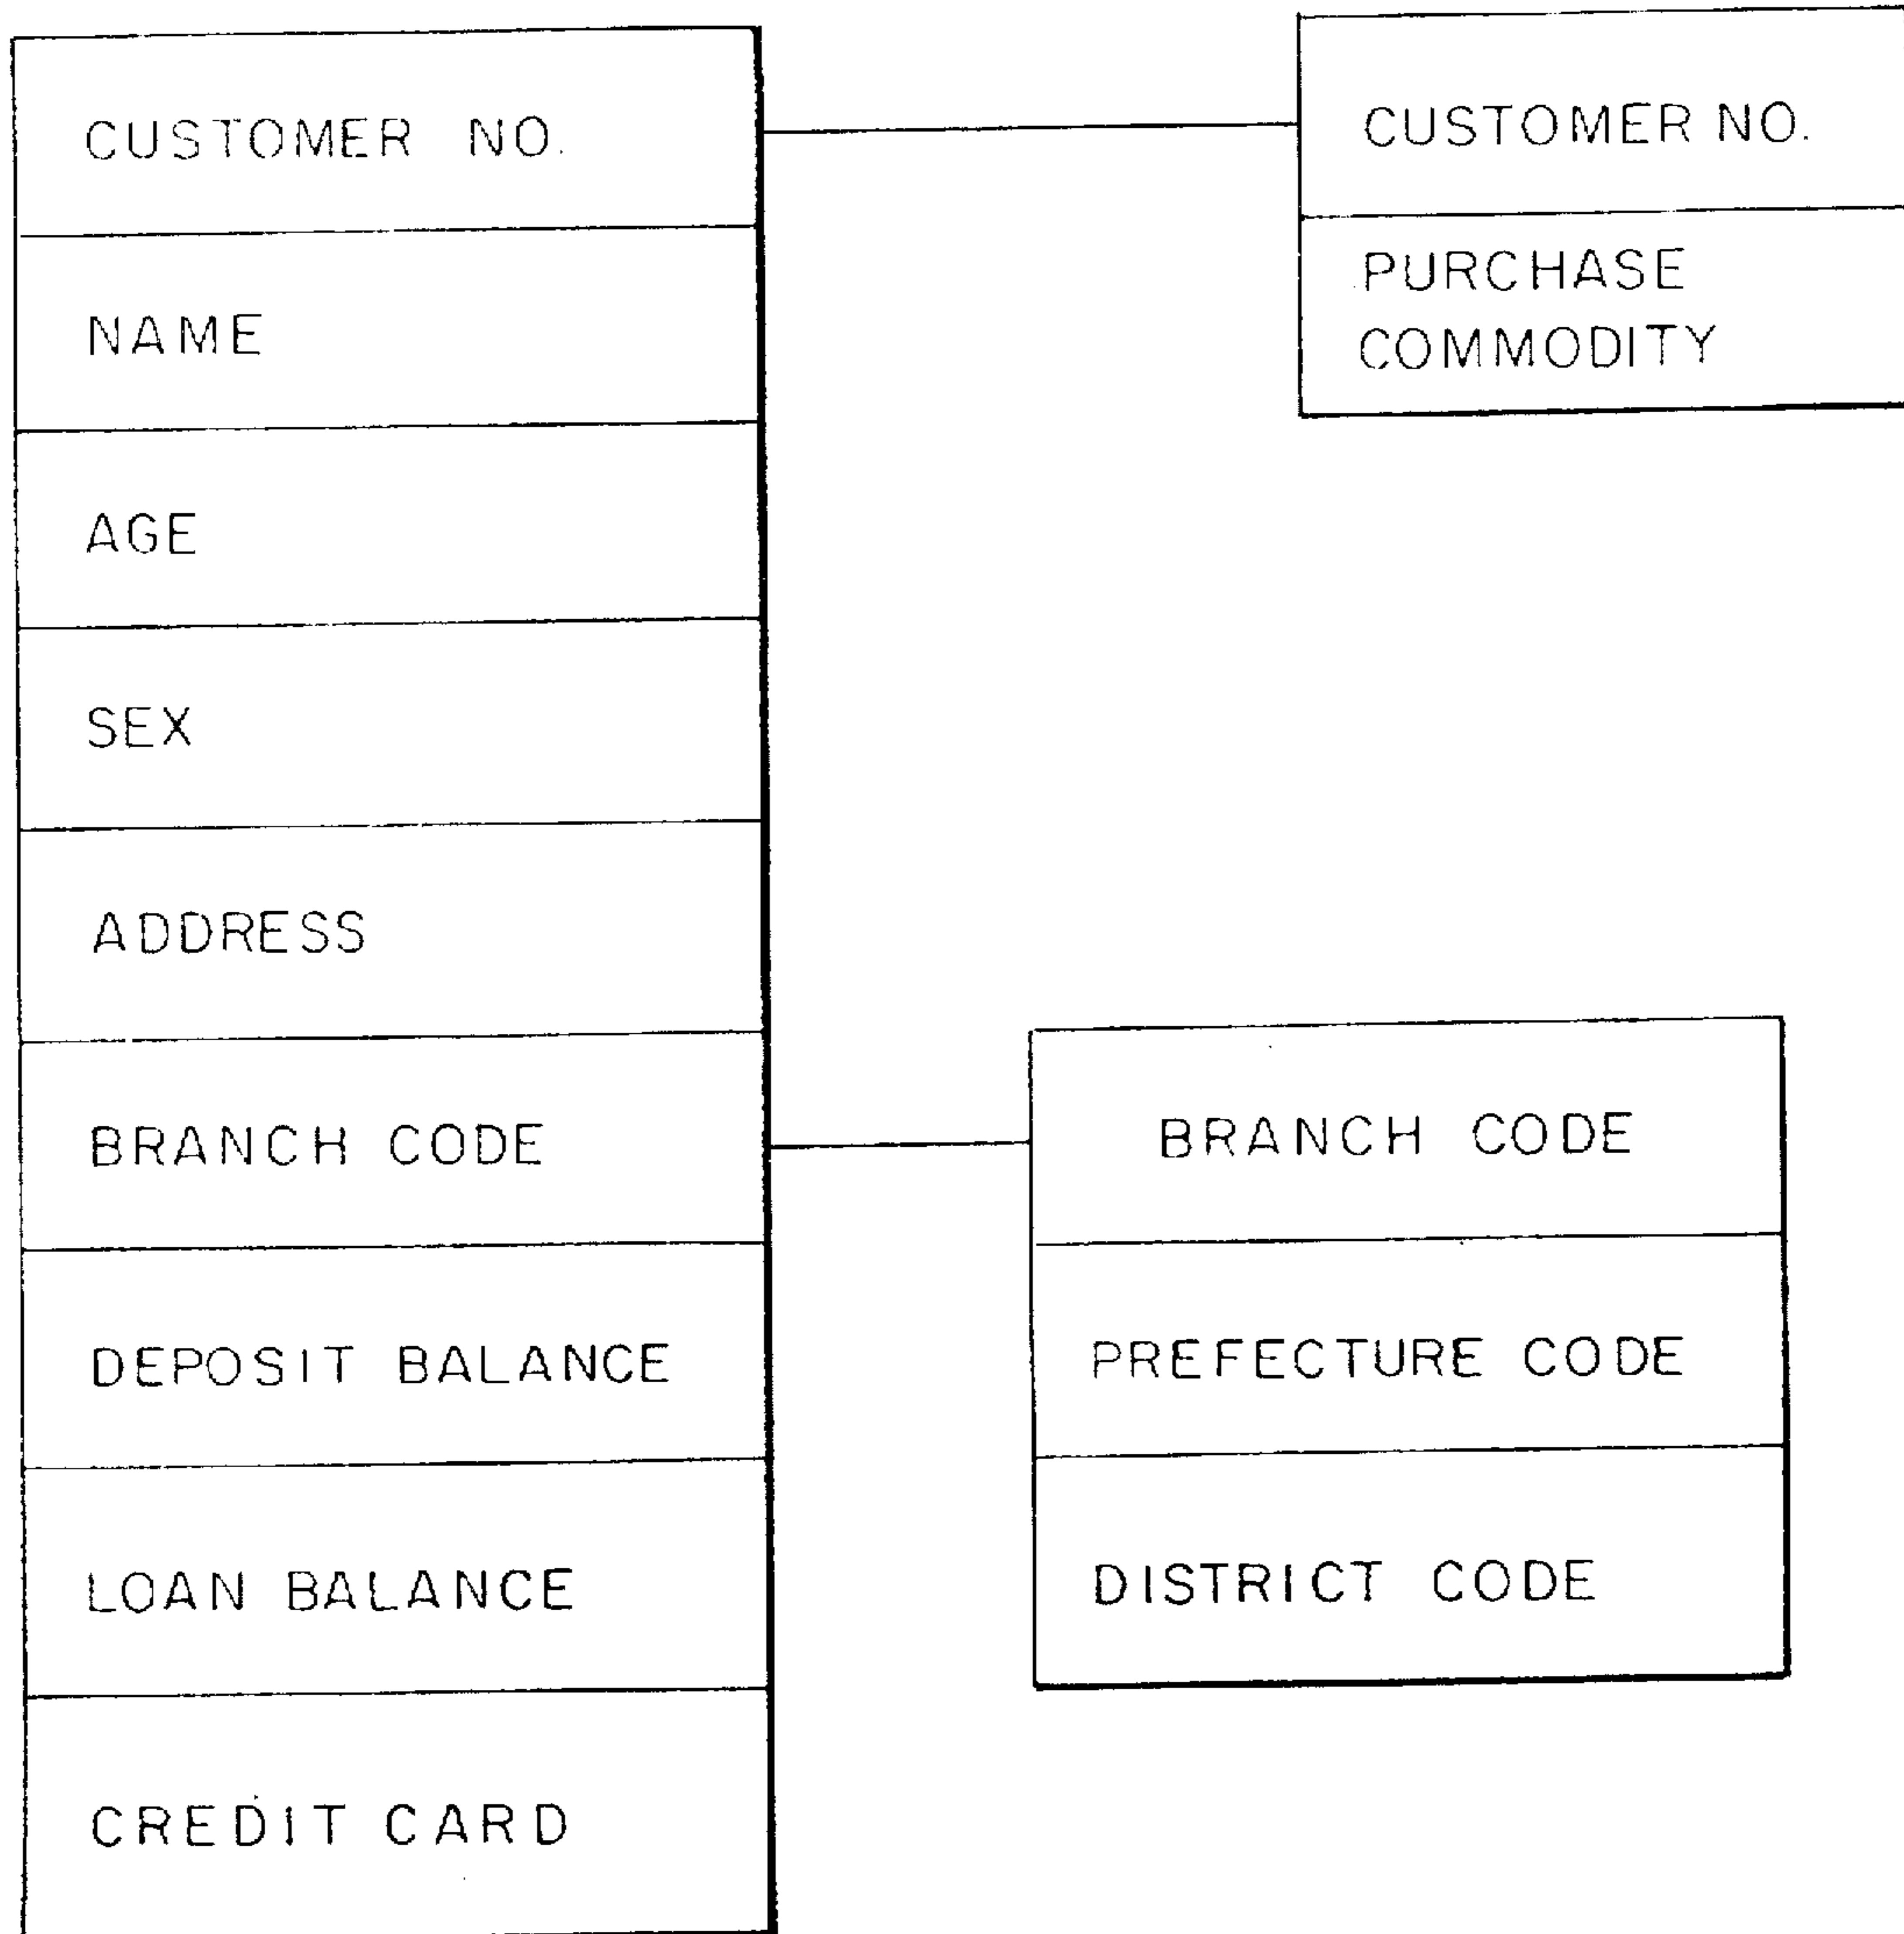 CUSTOMER NO.
NAME
AGE
SEX
ADDRESS
BRANCH CODE
DEPOSIT BALANCE
LOAN BALANCE
CREDIT CARD
CUSTOMER NO.
PURCHASE
COMMODITY
BRANCH CODE
PREFECTURE CODE
DISTRICT CODE